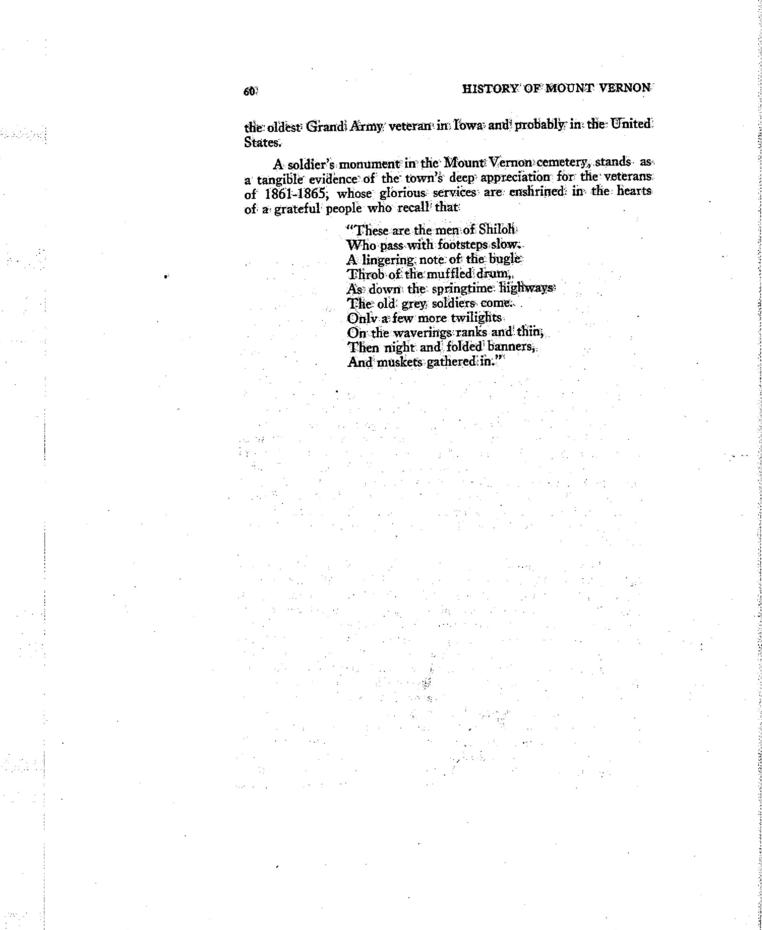 60
HISTORY OF MOUNT VERNON
the oldest Grand Army veteran in Iowa and probably in the United
States.
A soldier's monument in the Mount Vernon cemetery, stands as
a tangible evidence of the town's deep appreciation for the veterans
of 1861-1865, whose glorious services are enshrined in the hearts
of a grateful people who recall that
"These are the men of Shiloh
Who pass with footsteps slow.
A lingering note of the bugle
Throb of the muffled drum,
As down the springtime highways
The old grey soldiers come.
Only a few more twilights
On the waverings ranks and thin,
Then night and folded banners,
And muskets gathered in."